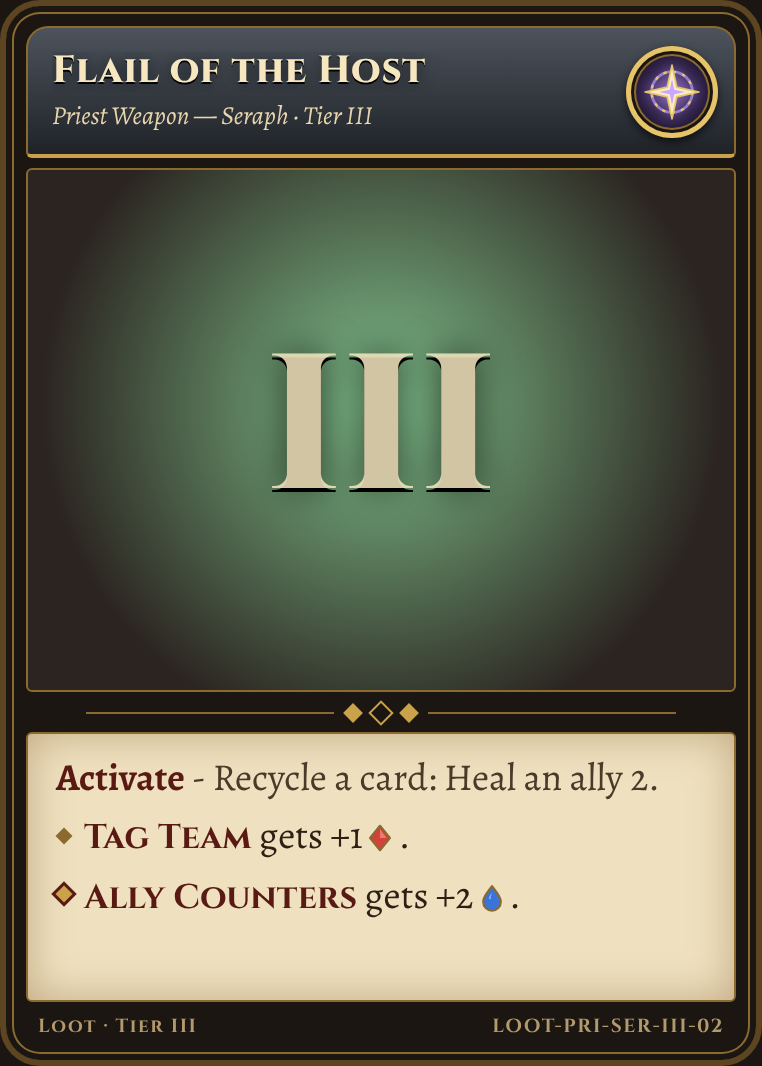 Flail of the Host
Priest Weapon — Seraph · Tier III
III
Activate - Recycle a card: Heal an ally 2.
Tag Team gets +1 .
Ally Counters gets +2 .
Loot · Tier III
LOOT-PRI-SER-III-02